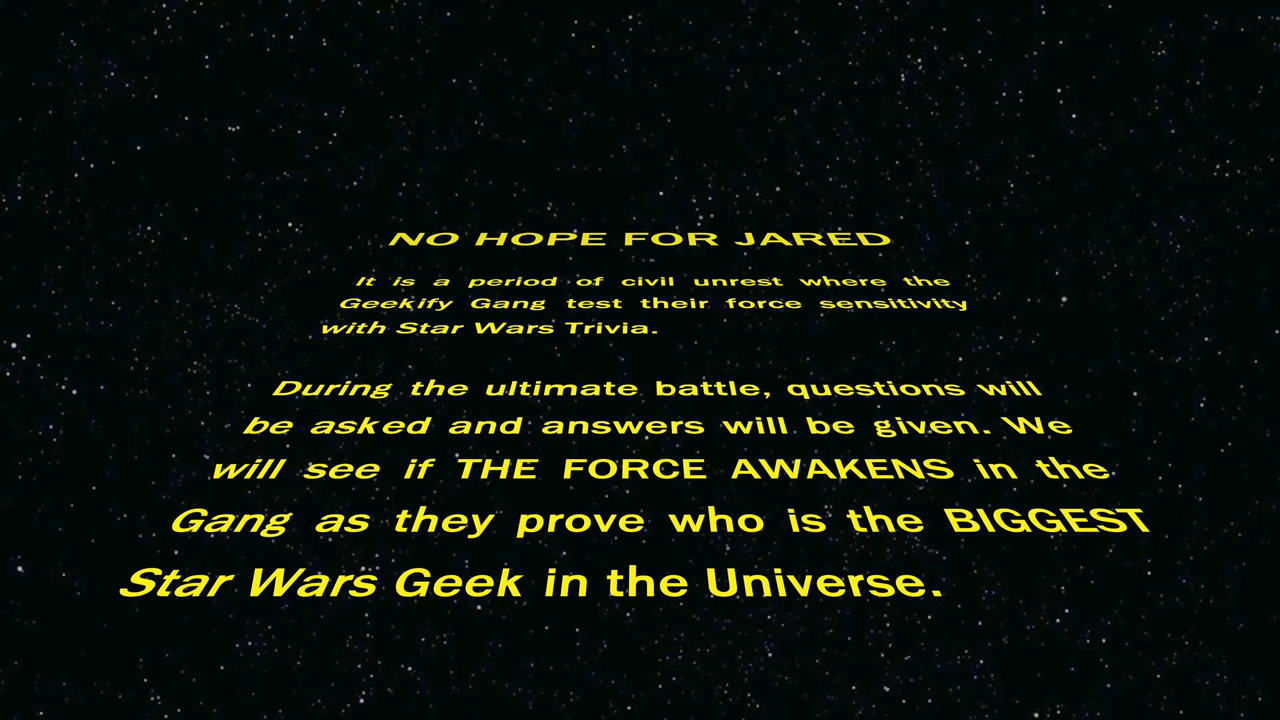 NO HOPE FOR JARED
It is a period of civil unrest where the
Geekify Gang test their force sensitivity
with Star Wars Trivia.
During the ultimate battle, questions will
be asked and answers will be given. We
will see if THE FORCE AWAKENS in the
Gang as they prove who is the BIGGEST
Star Wars Geek in the Universe.